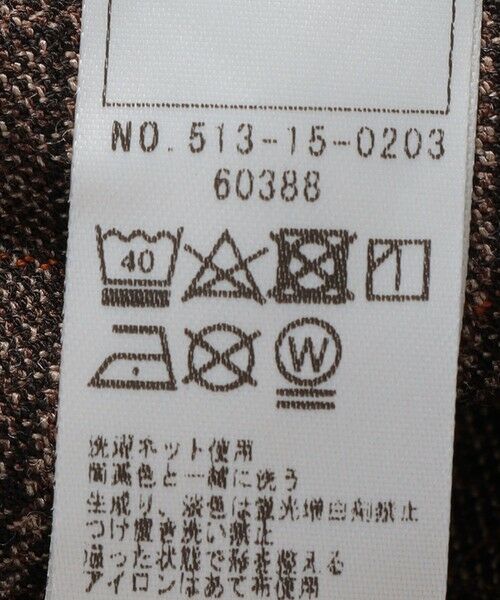 NO.513-15-0203
60388
40
W
洗濯ネット使用
同系色と一緒に洗う
生成り、淡色は蛍光増白剤禁止
つけ置き洗い禁止
湿った状態で形を整える
アイロンはあて布使用